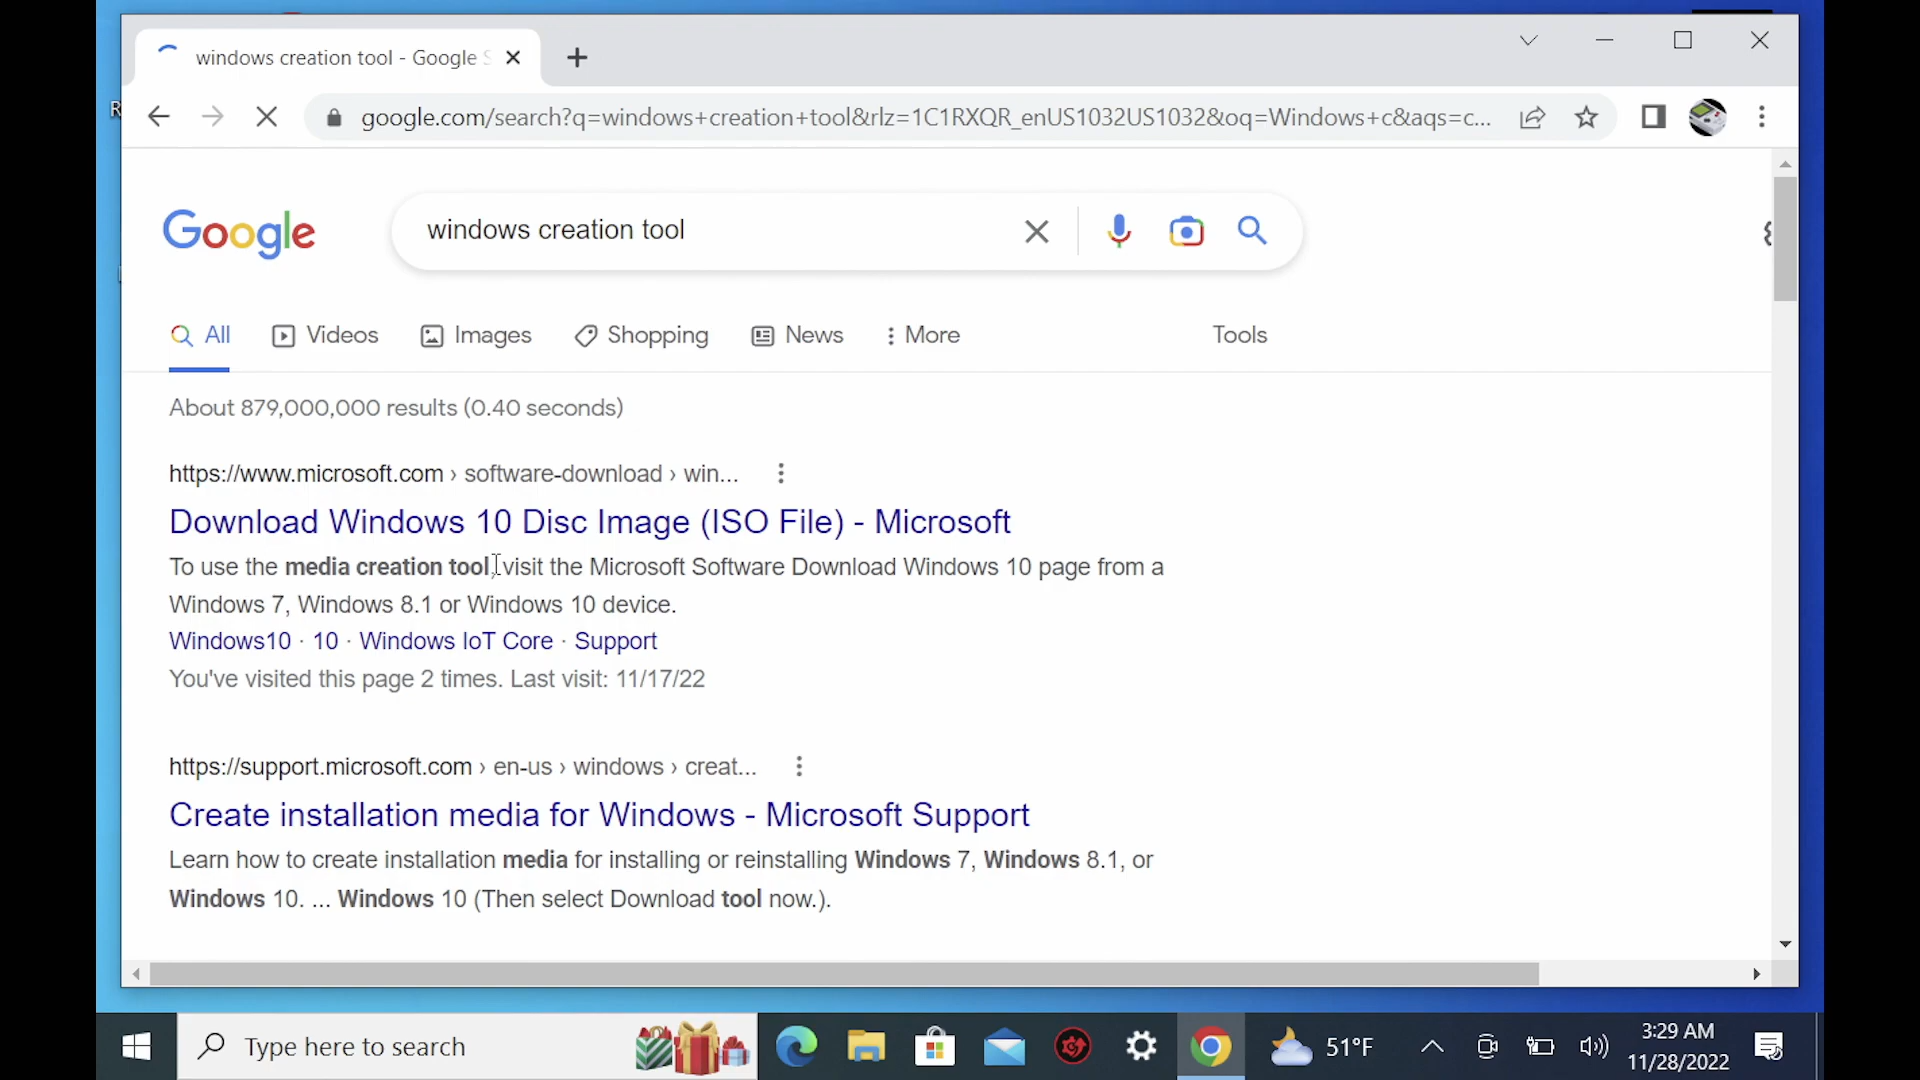 windows creation tool - Google S
google.com/search?q=windows+creation+tool&rlz=1C1RXQR_enUS1032US1032&oq=Windows+c&aqs=c...
Google
windows creation tool
All
Videos
Images
Shopping
News
More
Tools
About 879,000,000 results (0.40 seconds)
https://www.microsoft.com › software-download › win...
Download Windows 10 Disc Image (ISO File) - Microsoft
To use the media creation tool, visit the Microsoft Software Download Windows 10 page from a
Windows 7, Windows 8.1 or Windows 10 device.
Windows10 · 10 · Windows IoT Core · Support
You've visited this page 2 times. Last visit: 11/17/22
https://support.microsoft.com › en-us › windows › creat...
Create installation media for Windows - Microsoft Support
Learn how to create installation media for installing or reinstalling Windows 7, Windows 8.1, or
Windows 10. ... Windows 10 (Then select Download tool now.).
Type here to search
51°F
3:29 AM
11/28/2022